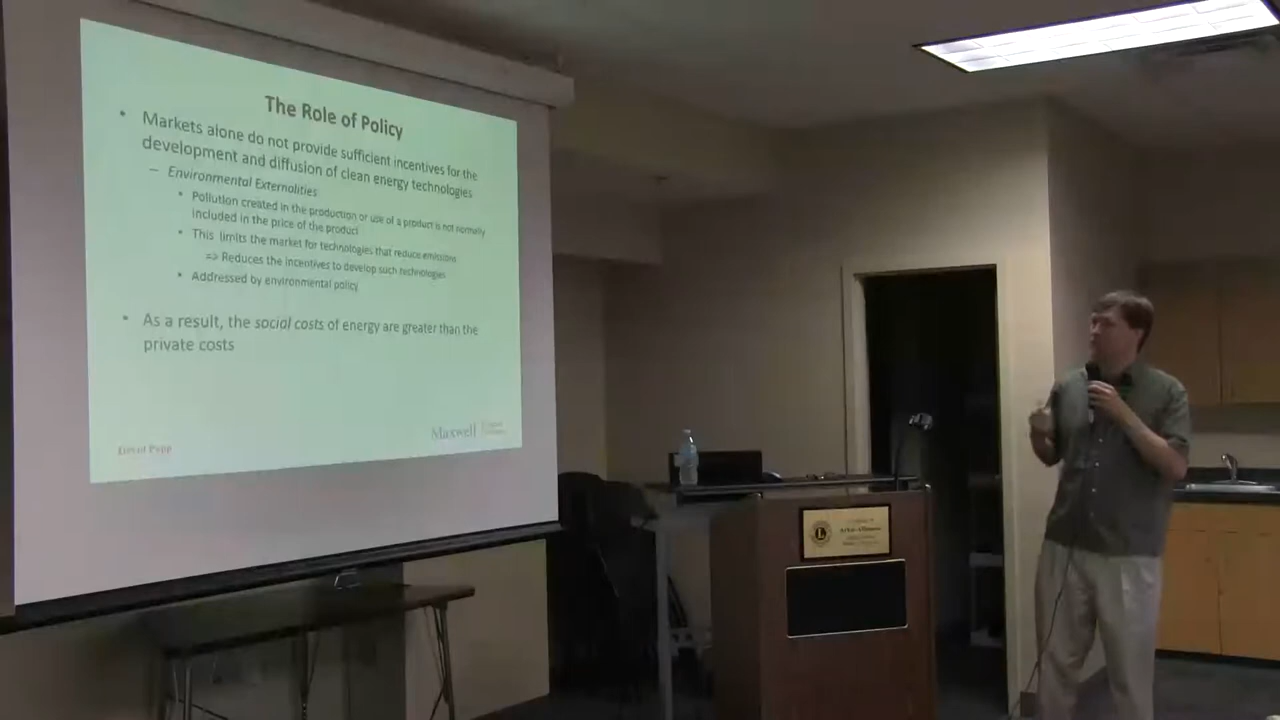 The Role of Policy
• Markets alone do not provide sufficient incentives for the
development and diffusion of clean energy technologies
– Environmental Externalities
• Pollution created in the production or use of a product is not normally
included in the price of the product
• This limits the market for technologies that reduce emissions
=> Reduces the incentives to develop such technologies
• Addressed by environmental policy
• As a result, the social costs of energy are greater than the
private costs
David Popp
Maxwell
L